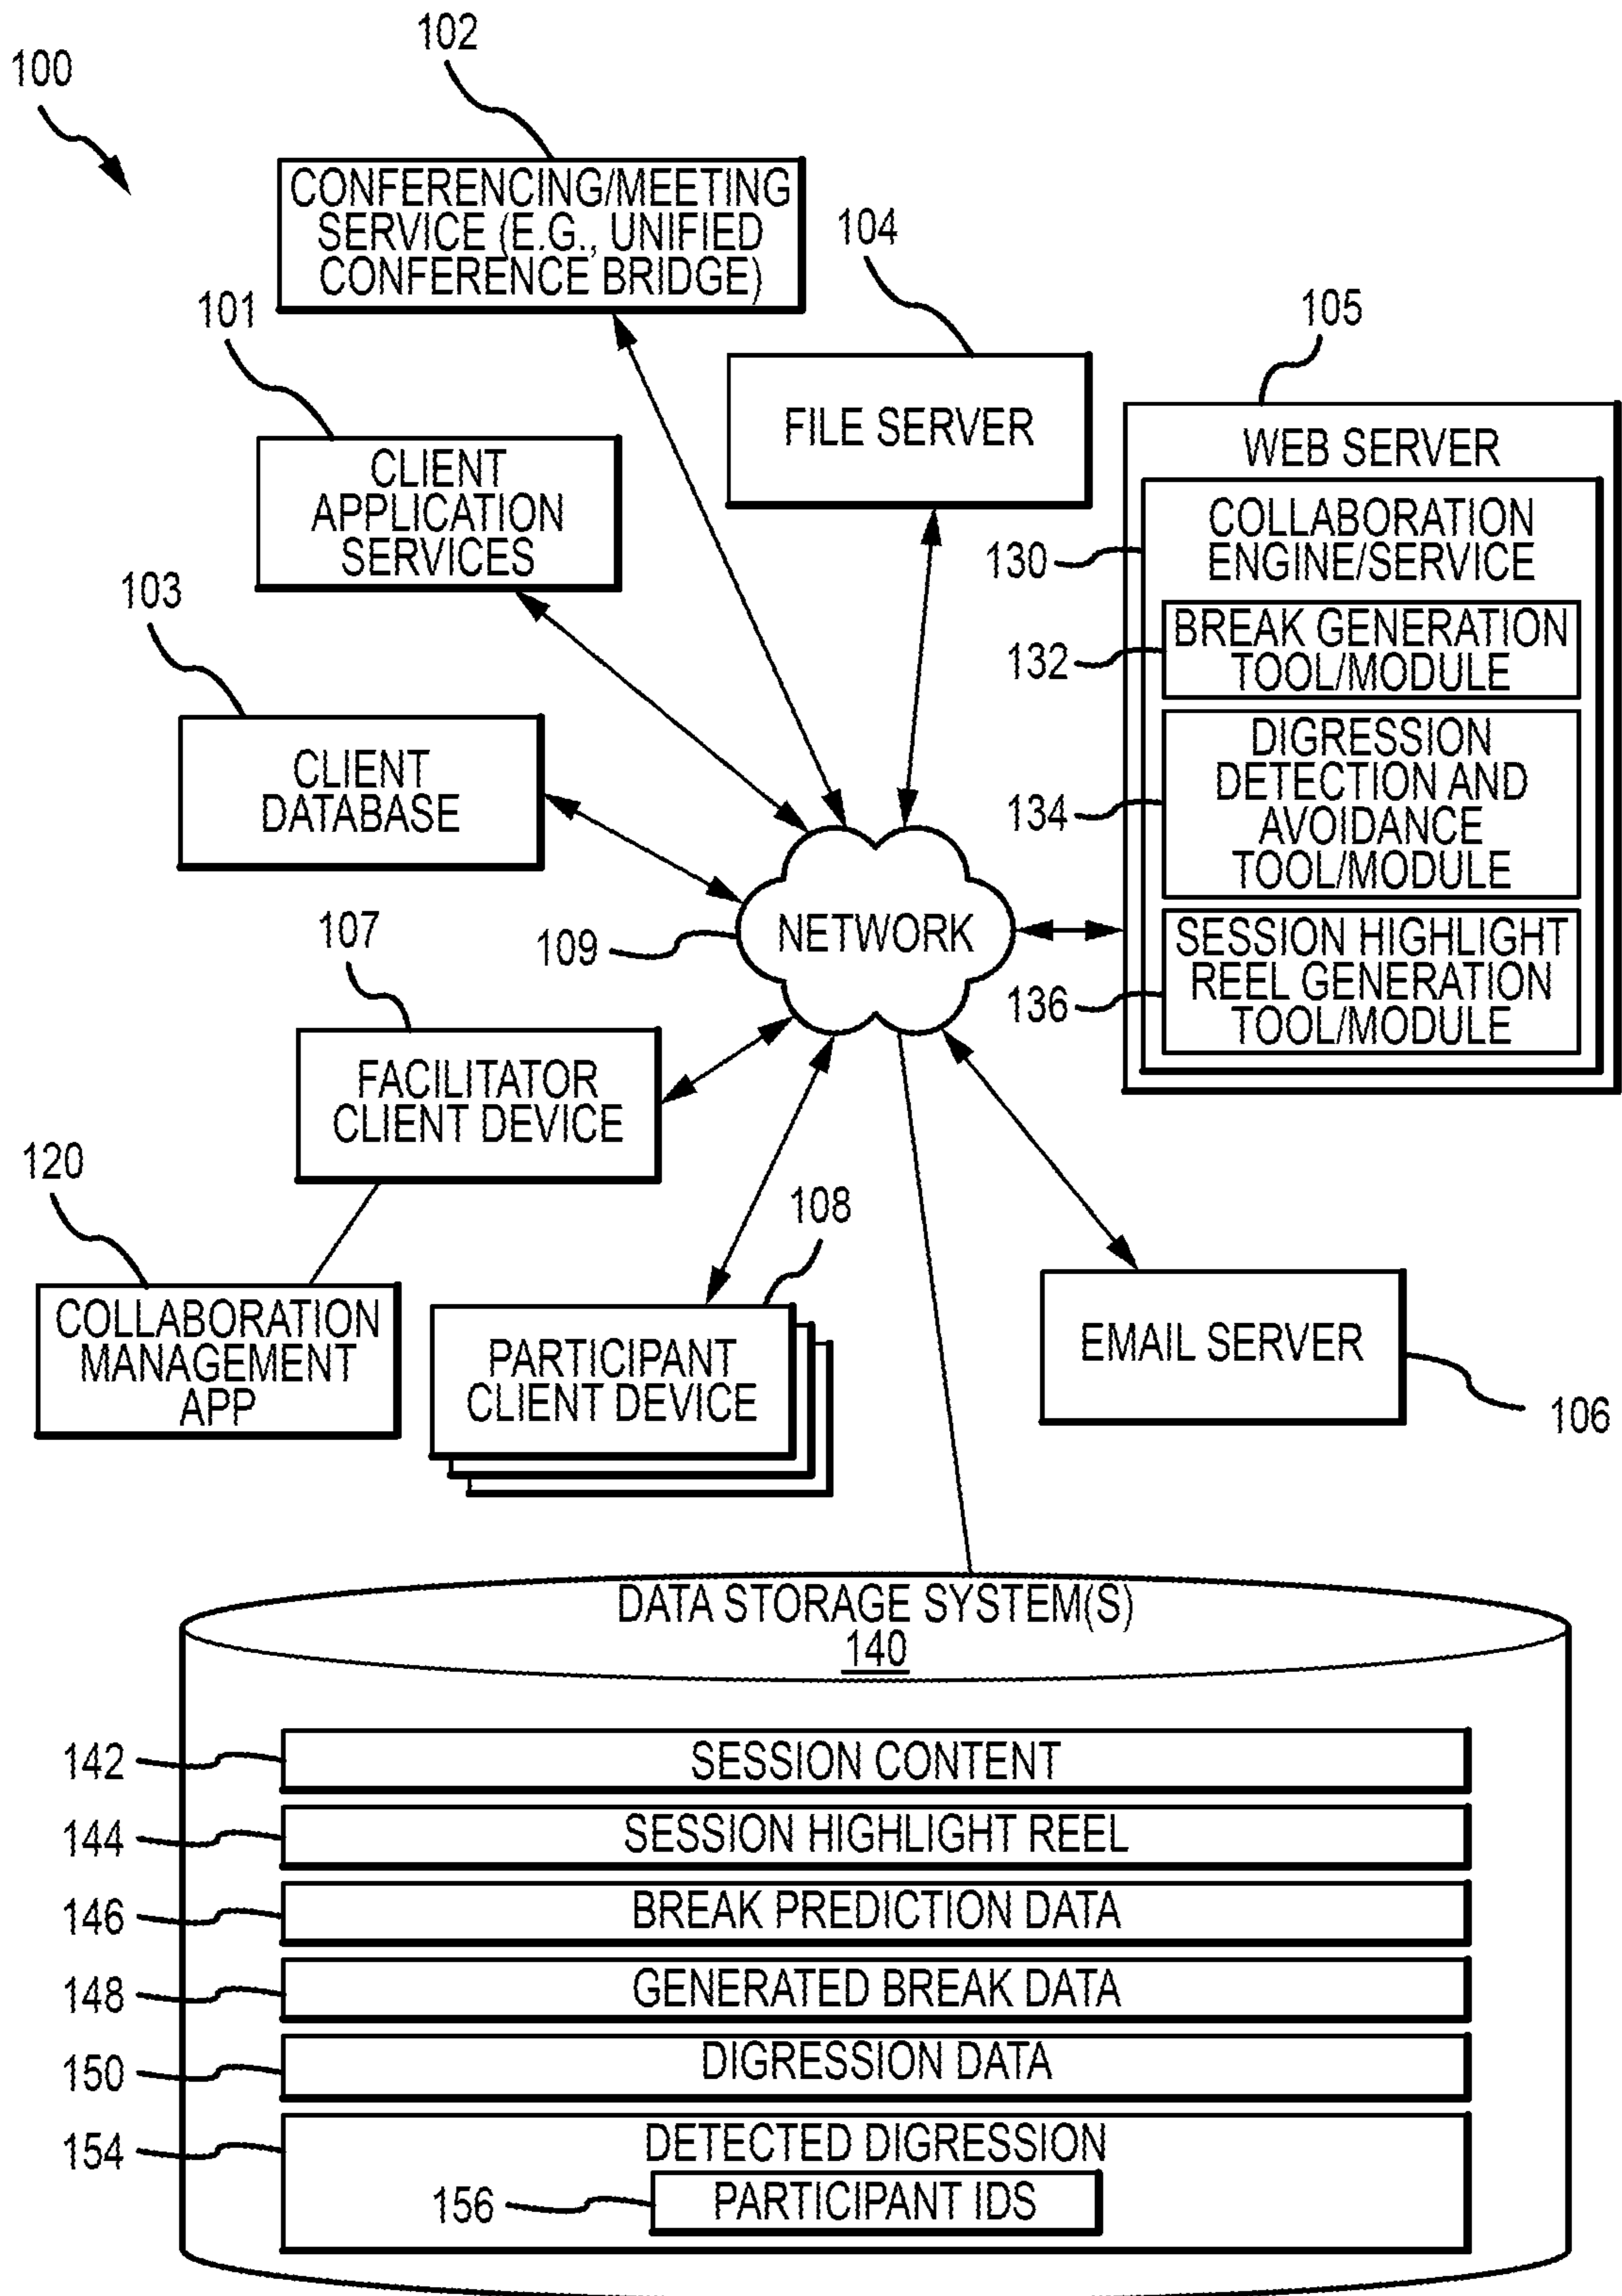 100
102
CONFERENCING/MEETING
SERVICE (E.G., UNIFIED
CONFERENCE BRIDGE)
104
FILE SERVER
101
CLIENT
APPLICATION
SERVICES
105
WEB SERVER
130
COLLABORATION
ENGINE/SERVICE
132
BREAK GENERATION
TOOL/MODULE
134
DIGRESSION
DETECTION AND
AVOIDANCE
TOOL/MODULE
136
SESSION HIGHLIGHT
REEL GENERATION
TOOL/MODULE
103
CLIENT
DATABASE
109
NETWORK
107
FACILITATOR
CLIENT DEVICE
120
COLLABORATION
MANAGEMENT
APP
108
PARTICIPANT
CLIENT DEVICE
EMAIL SERVER
106
DATA STORAGE SYSTEM(S)
140
142
SESSION CONTENT
144
SESSION HIGHLIGHT REEL
146
BREAK PREDICTION DATA
148
GENERATED BREAK DATA
150
DIGRESSION DATA
154
DETECTED DIGRESSION
156
PARTICIPANT IDS